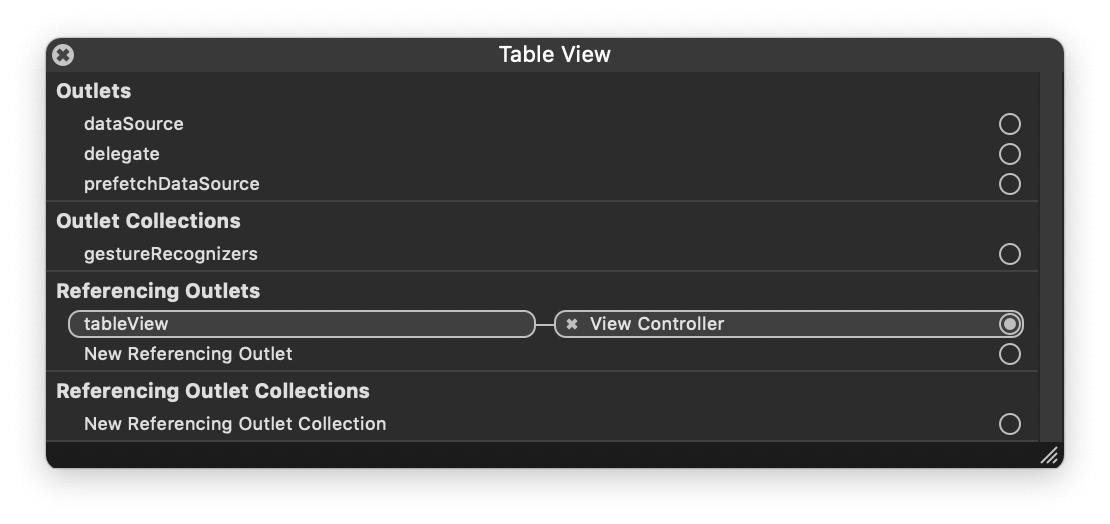 Table View
Outlets
dataSource
delegate
prefetchDataSource
Outlet Collections
gestureRecognizers
Referencing Outlets
tableView View Controller
New Referencing Outlet
Referencing Outlet Collections
New Referencing Outlet Collection